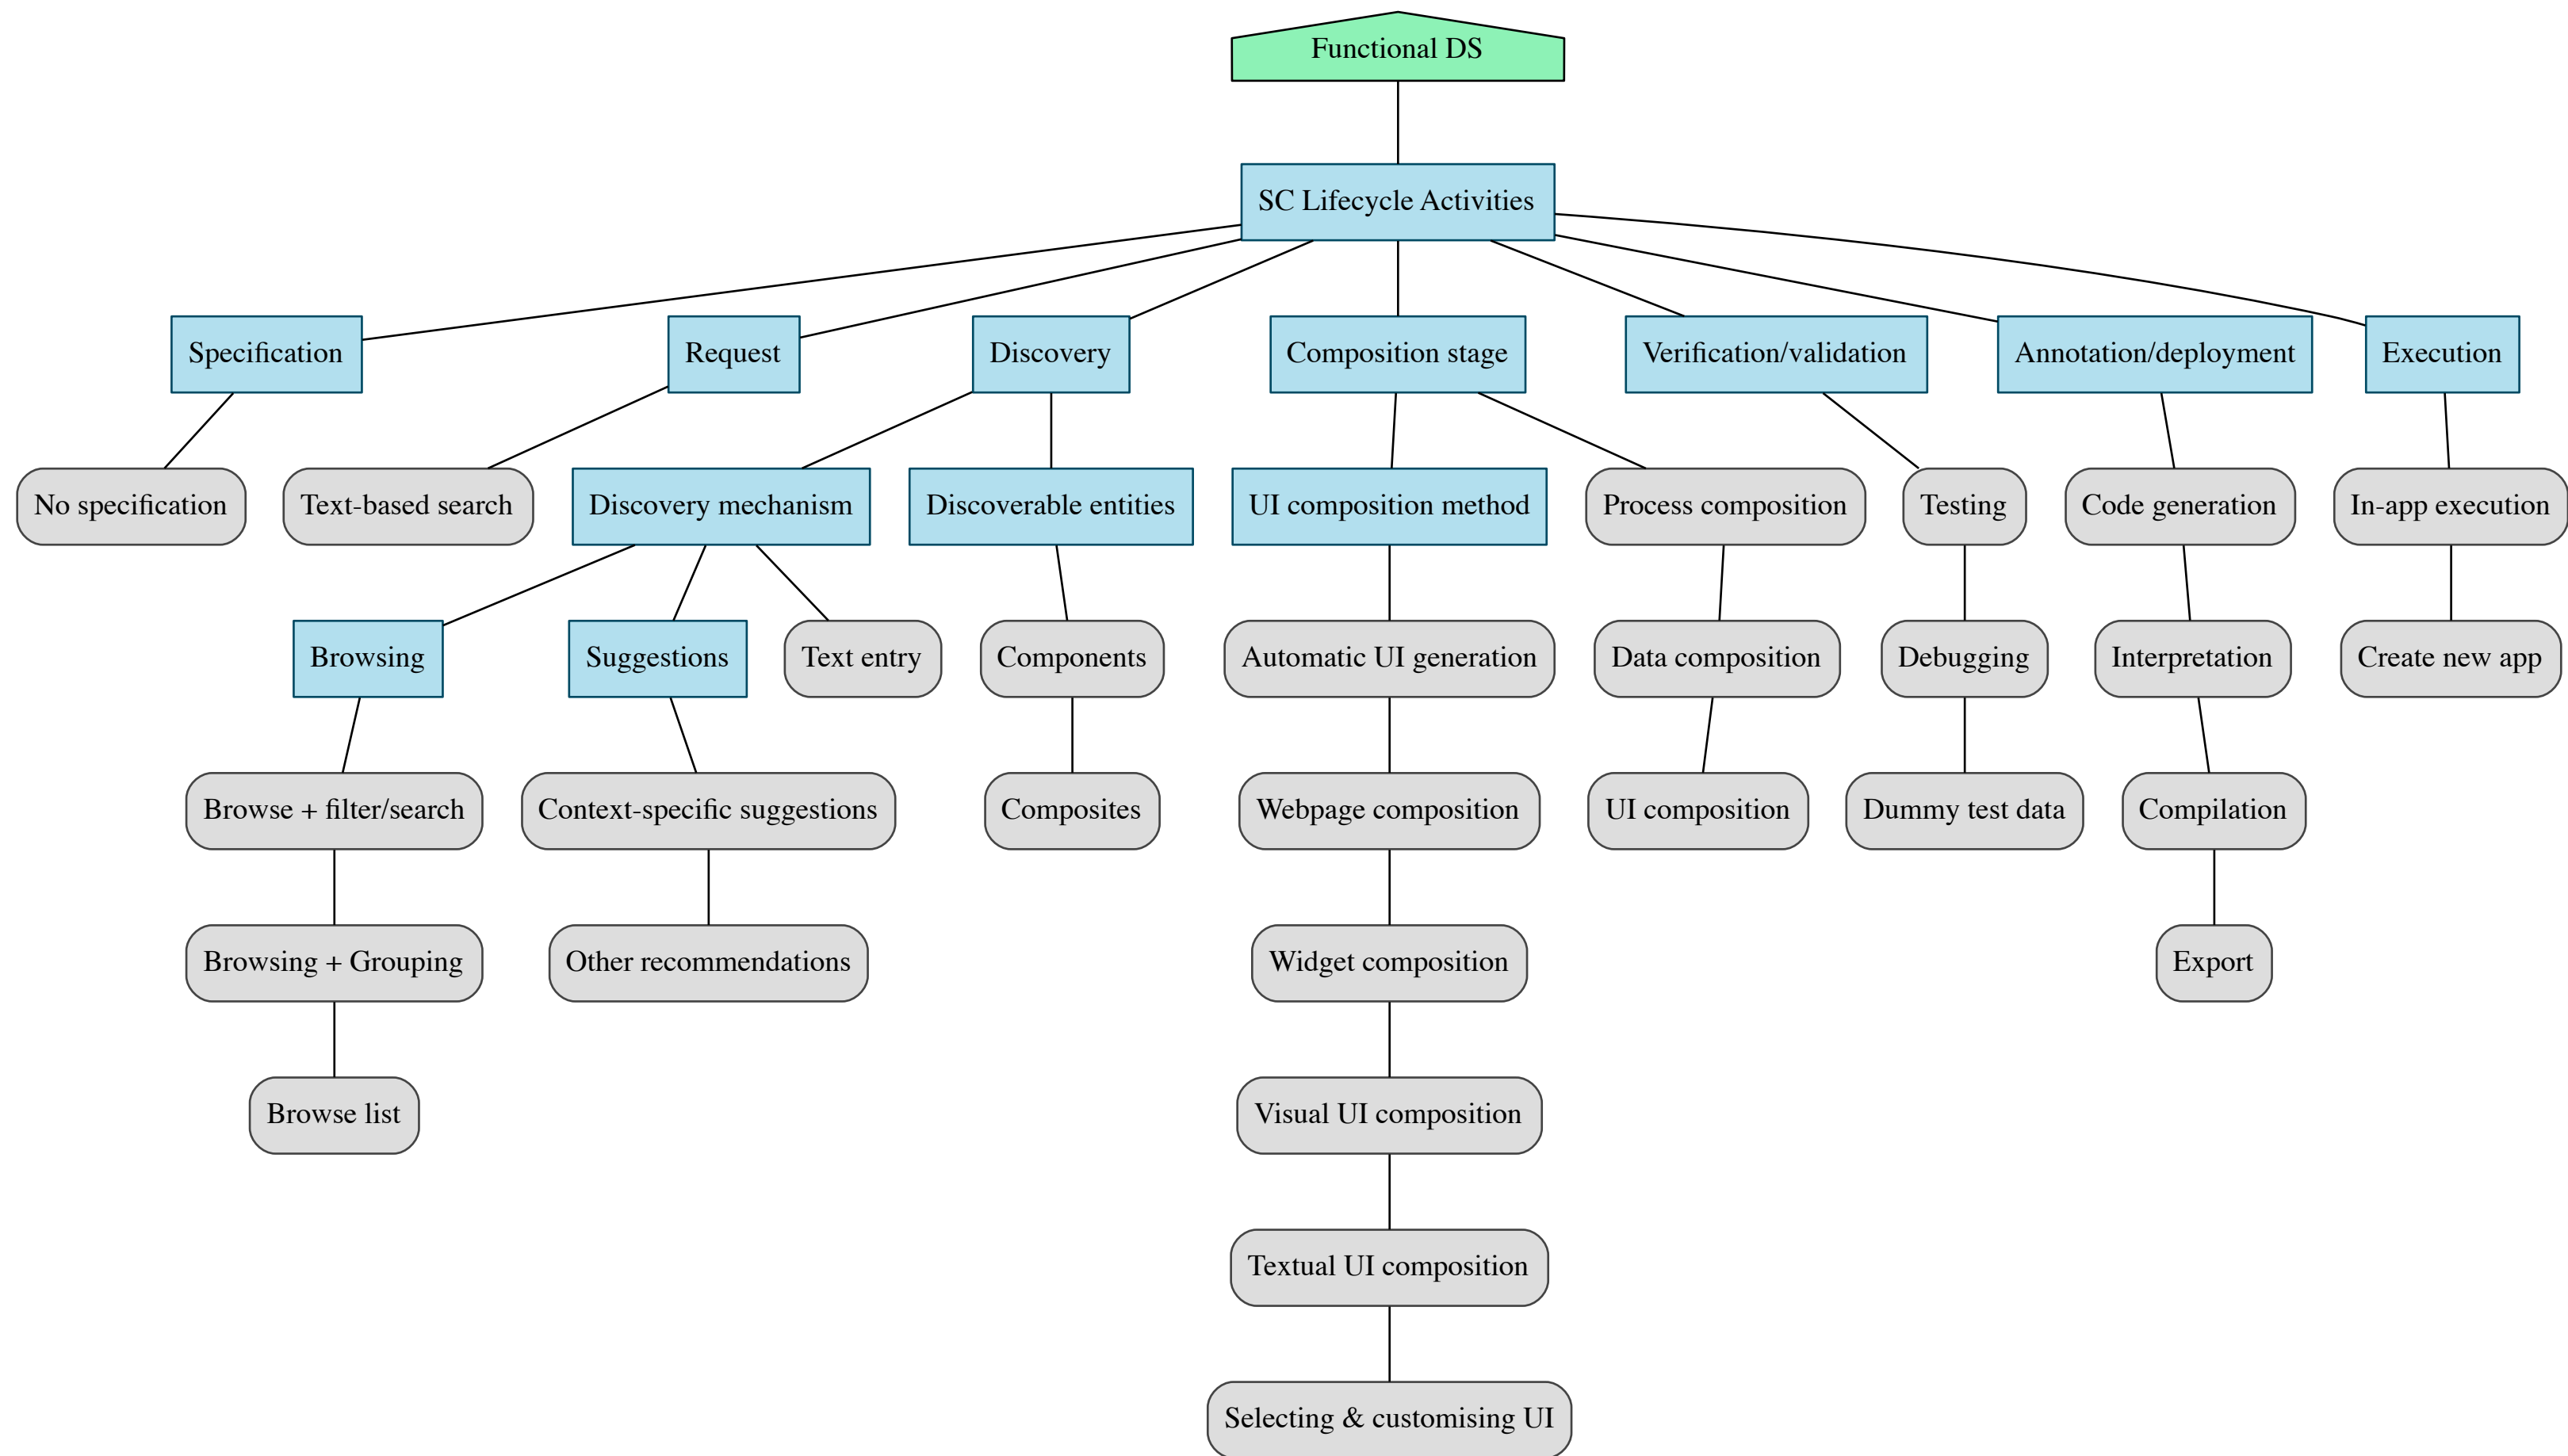 Functional DS
SC Lifecycle Activities
Specification
Request
Discovery
Composition stage
Verification/validation
Annotation/deployment
Execution
No specification
Text-based search
Discovery mechanism
Discoverable entities
UI composition method
Process composition
Testing
Code generation
In-app execution
Browsing
Suggestions
Text entry
Components
Automatic UI generation
Data composition
Debugging
Interpretation
Create new app
Browse + filter/search
Context-specific suggestions
Composites
Webpage composition
UI composition
Dummy test data
Compilation
Browsing + Grouping
Other recommendations
Widget composition
Export
Browse list
Visual UI composition
Textual UI composition
Selecting & customising UI